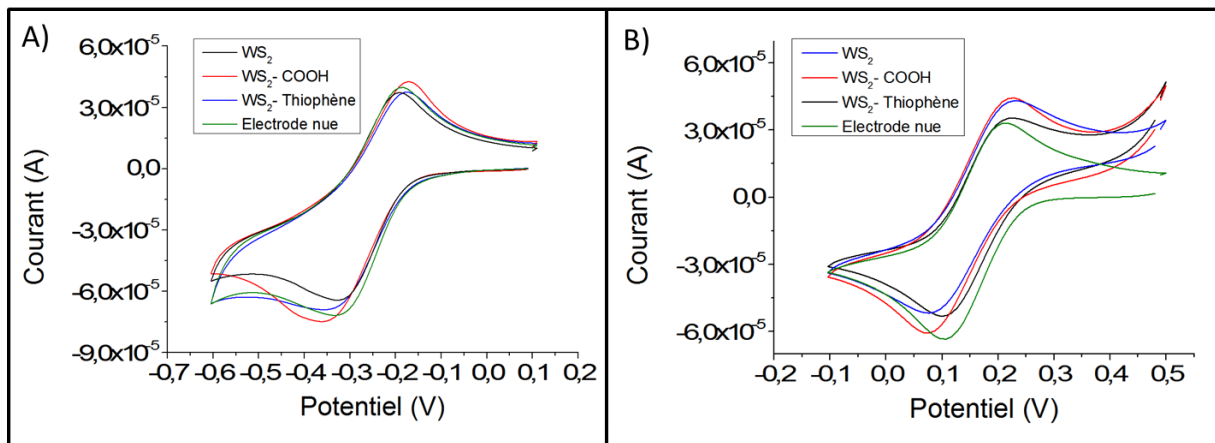 A)
WS₂
WS₂- COOH
WS₂- Thiophène
Electrode nue
6,0x10⁻⁵
3,0x10⁻⁵
0,0
-3,0x10⁻⁵
-6,0x10⁻⁵
-9,0x10⁻⁵
Courant (A)
-0,7 -0,6 -0,5 -0,4 -0,3 -0,2 -0,1 0,0 0,1 0,2
Potentiel (V)
B)
WS₂
WS₂- COOH
WS₂- Thiophène
Electrode nue
6,0x10⁻⁵
3,0x10⁻⁵
0,0
-3,0x10⁻⁵
-6,0x10⁻⁵
Courant (A)
-0,2 -0,1 0,0 0,1 0,2 0,3 0,4 0,5
Potentiel (V)